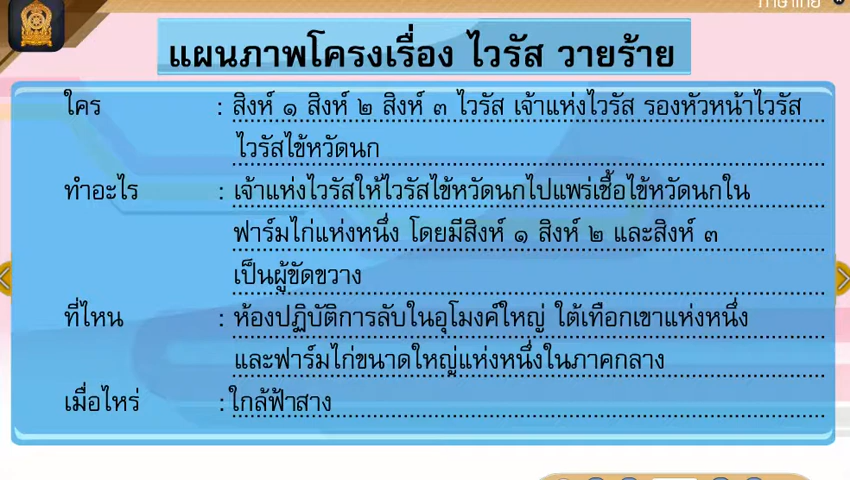 ภาษาไทย
แผนภาพโครงเรื่อง ไวรัส วายร้าย
ใคร : สิงห์ ๑ สิงห์ ๒ สิงห์ ๓ ไวรัส เจ้าแห่งไวรัส รองหัวหน้าไวรัส
ไวรัสไข้หวัดนก
ทำอะไร : เจ้าแห่งไวรัสให้ไวรัสไข้หวัดนกไปแพร่เชื้อไข้หวัดนกใน
ฟาร์มไก่แห่งหนึ่ง โดยมีสิงห์ ๑ สิงห์ ๒ และสิงห์ ๓
เป็นผู้ขัดขวาง
ที่ไหน : ห้องปฏิบัติการลับในอุโมงค์ใหญ่ ใต้เทือกเขาแห่งหนึ่ง
และฟาร์มไก่ขนาดใหญ่แห่งหนึ่งในภาคกลาง
เมื่อไหร่ : ใกล้ฟ้าสาง